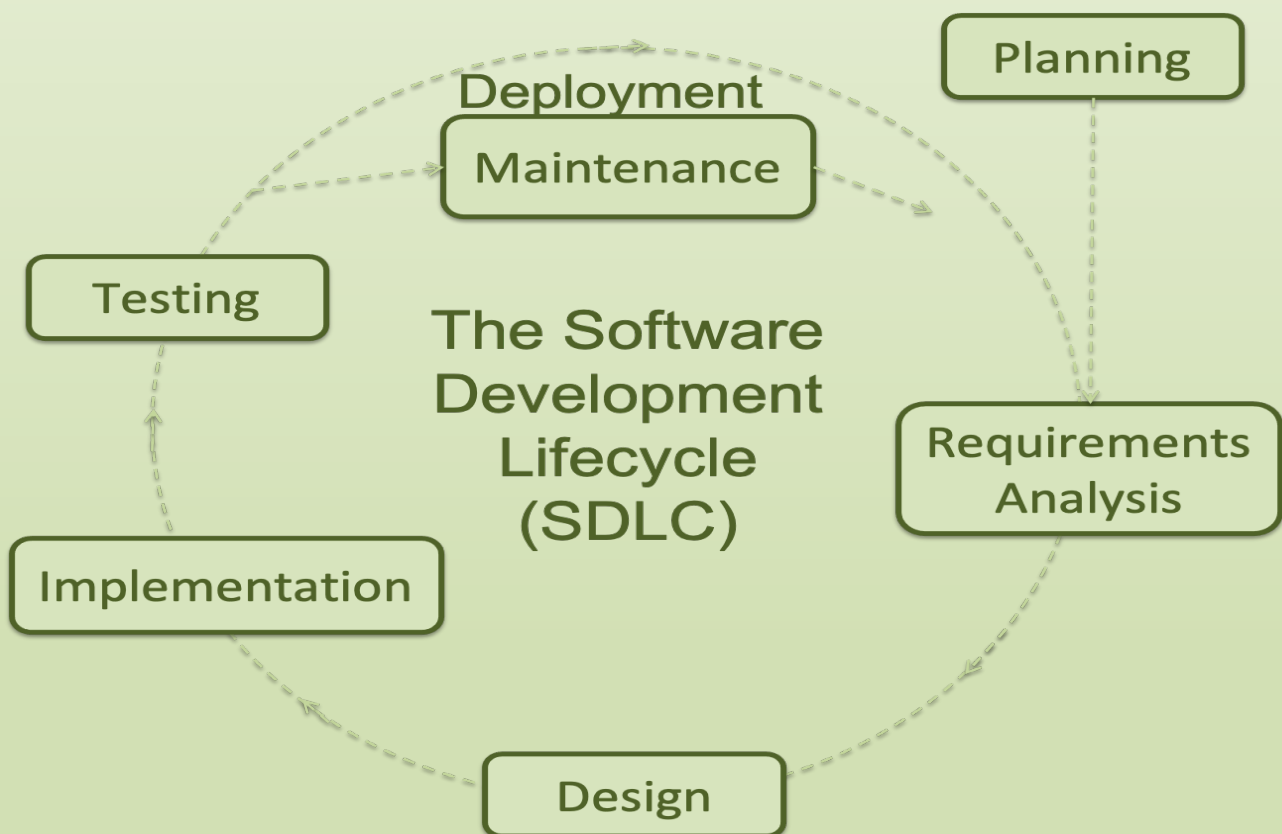 Planning
Deployment
Maintenance
Testing
The Software
Development
Lifecycle
(SDLC)
Requirements
Analysis
Implementation
Design